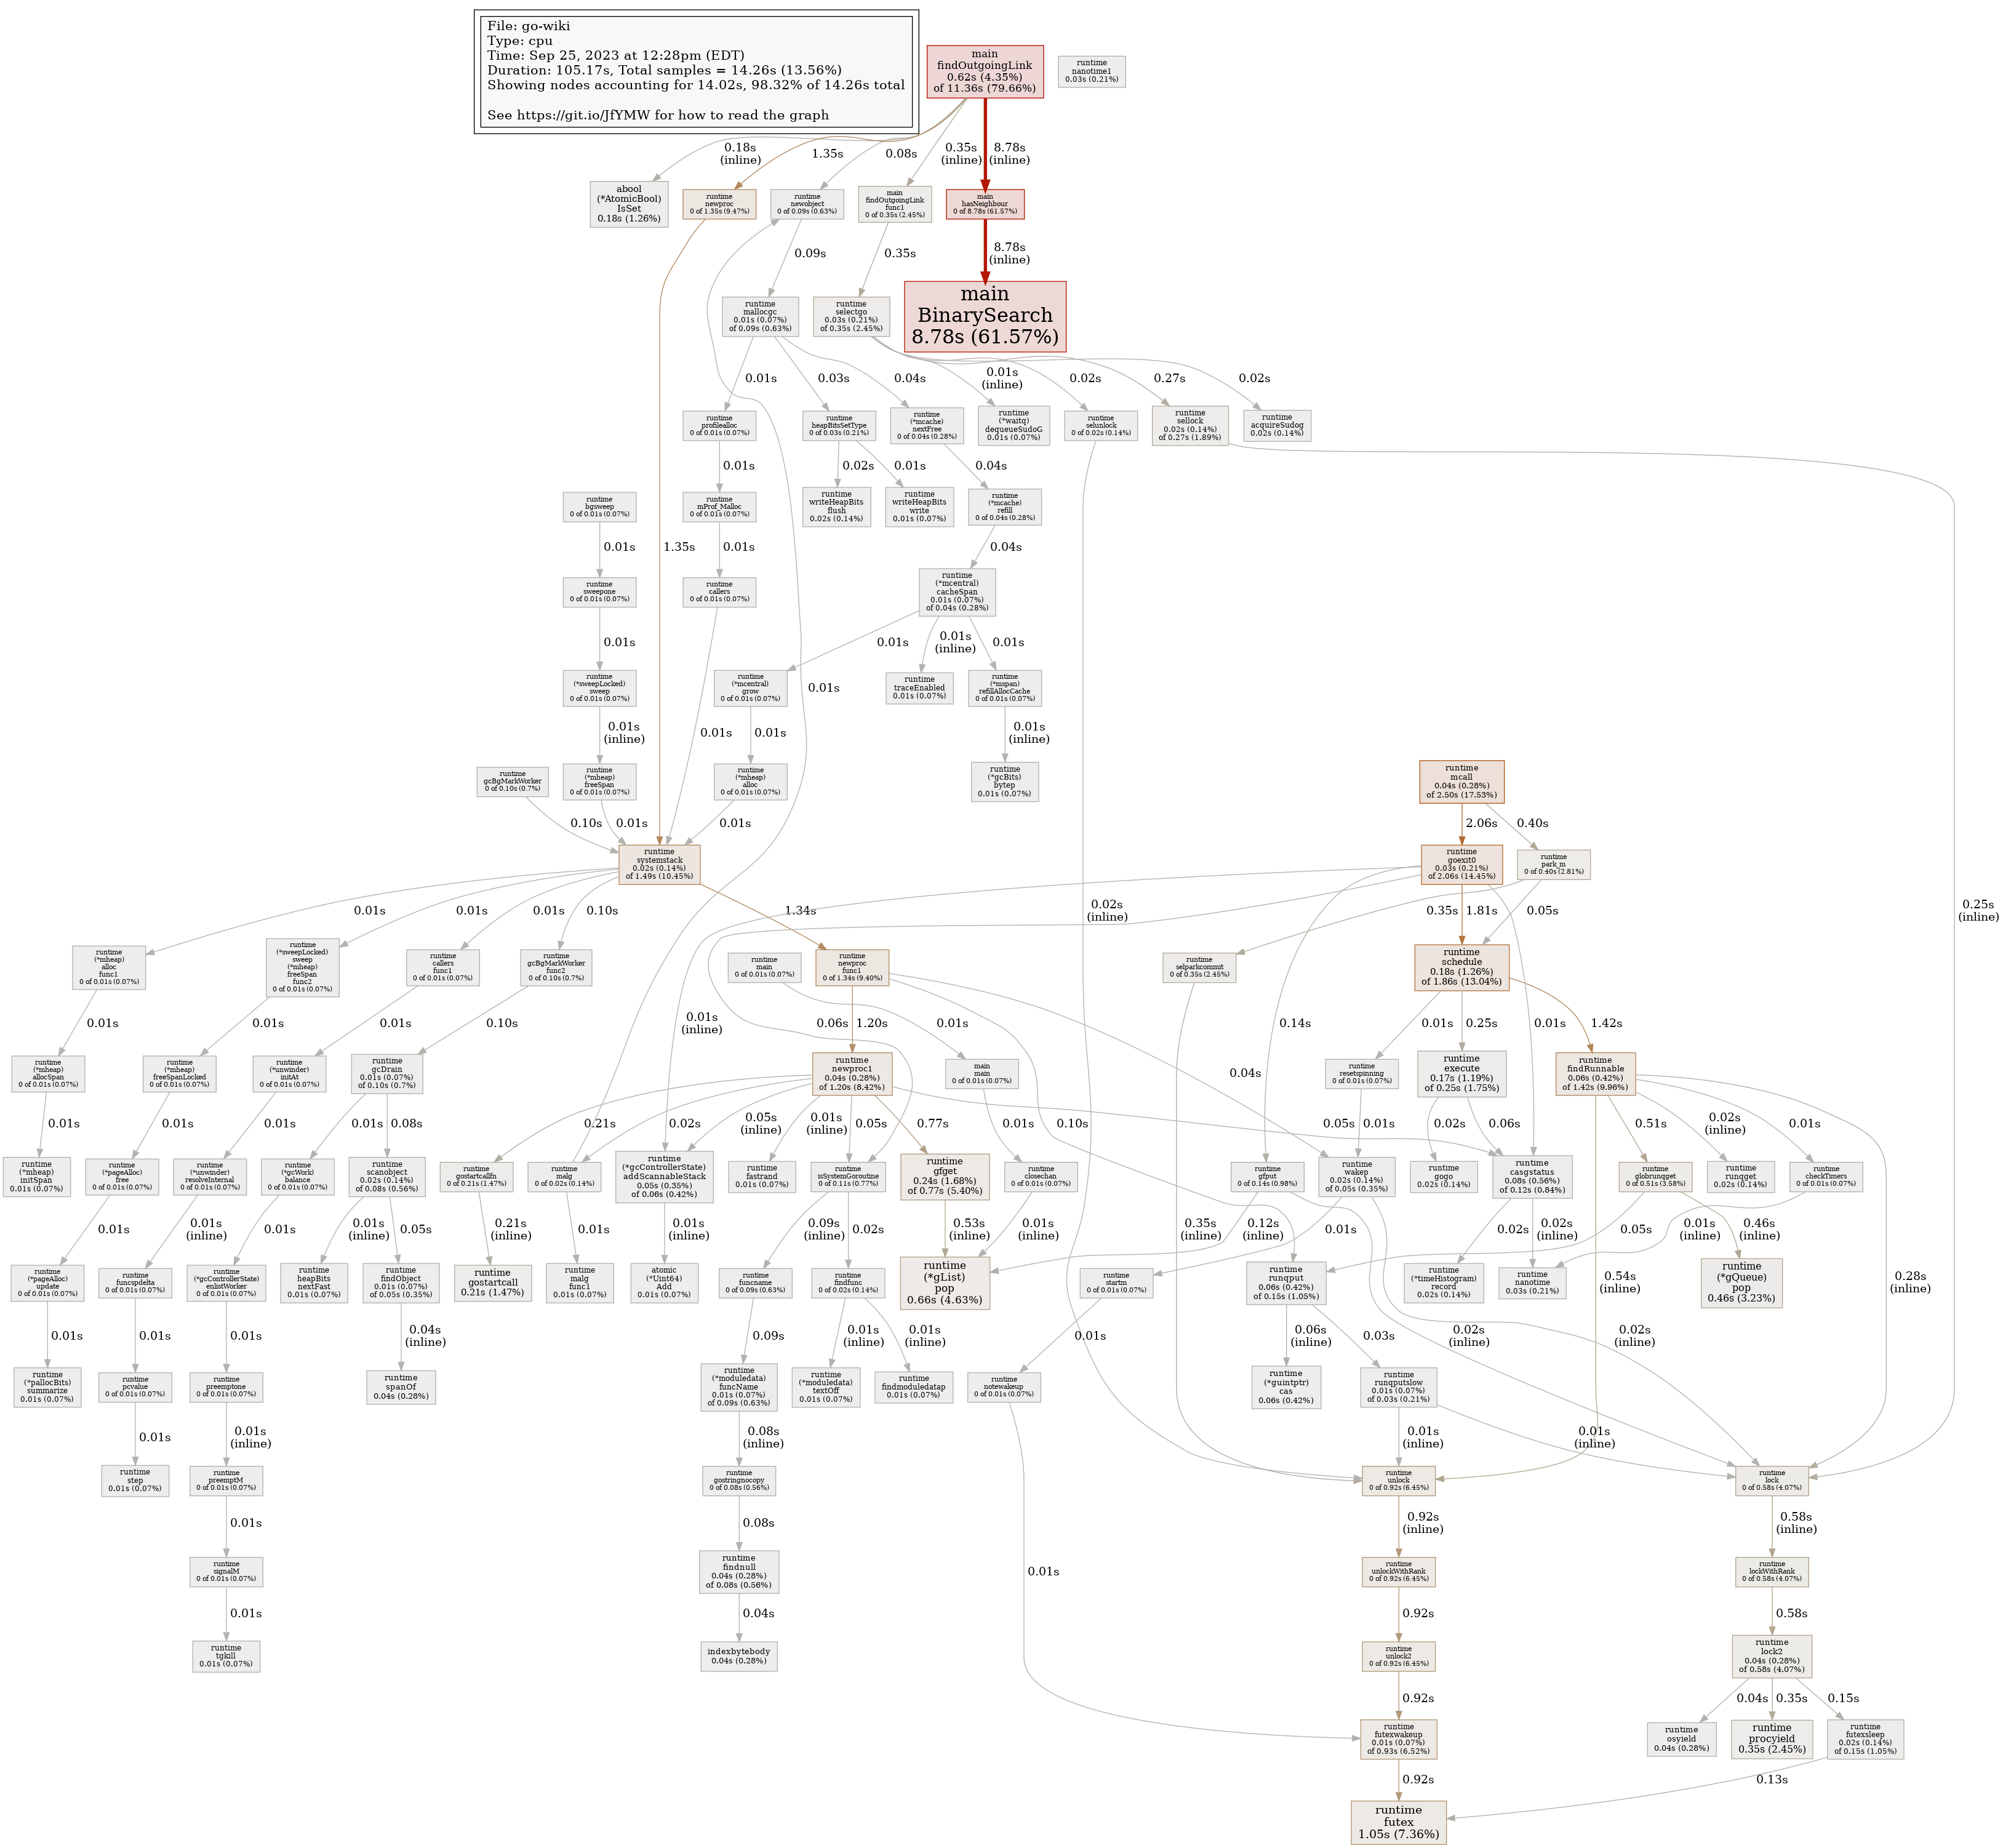 File: go-wiki
Type: cpu
Time: Sep 25, 2023 at 12:28pm (EDT)
Duration: 105.17s, Total samples = 14.26s (13.56%)
Showing nodes accounting for 14.02s, 98.32% of 14.26s total
See https://git.io/JfYMW for how to read the graph
main
findOutgoingLink
0.62s (4.35%)
of 11.36s (79.66%)
runtime
nanotime1
0.03s (0.21%)
0.18s
(inline)
1.35s
0.08s
0.35s
(inline)
8.78s
(inline)
abool
(*AtomicBool)
IsSet
0.18s (1.26%)
runtime
newproc
0 of 1.35s (9.47%)
runtime
newobject
0 of 0.09s (0.63%)
main
findOutgoingLink
func1
0 of 0.35s (2.45%)
main
hasNeighbour
0 of 8.78s (61.57%)
0.09s
0.35s
8.78s
(inline)
runtime
mallocgc
0.01s (0.07%)
of 0.09s (0.63%)
runtime
selectgo
0.03s (0.21%)
of 0.35s (2.45%)
main
BinarySearch
8.78s (61.57%)
0.01s
0.03s
0.04s
0.01s
(inline)
0.02s
0.27s
0.02s
runtime
profilealloc
0 of 0.01s (0.07%)
runtime
heapBitsSetType
0 of 0.03s (0.21%)
runtime
(*mcache)
nextFree
0 of 0.04s (0.28%)
runtime
(*waitq)
dequeueSudoG
0.01s (0.07%)
runtime
selunlock
0 of 0.02s (0.14%)
runtime
sellock
0.02s (0.14%)
of 0.27s (1.89%)
runtime
acquireSudog
0.02s (0.14%)
0.01s
0.02s
0.01s
0.04s
runtime
bgsweep
0 of 0.01s (0.07%)
runtime
mProf_Malloc
0 of 0.01s (0.07%)
runtime
writeHeapBits
flush
0.02s (0.14%)
runtime
writeHeapBits
write
0.01s (0.07%)
runtime
(*mcache)
refill
0 of 0.04s (0.28%)
0.01s
1.35s
0.01s
0.04s
runtime
sweepone
0 of 0.01s (0.07%)
runtime
callers
0 of 0.01s (0.07%)
runtime
(*mcentral)
cacheSpan
0.01s (0.07%)
of 0.04s (0.28%)
0.01s
0.01s
0.01s
(inline)
0.01s
runtime
(*sweepLocked)
sweep
0 of 0.01s (0.07%)
runtime
(*mcentral)
grow
0 of 0.01s (0.07%)
0.01s
runtime
traceEnabled
0.01s (0.07%)
runtime
(*mspan)
refillAllocCache
0 of 0.01s (0.07%)
0.01s
(inline)
0.01s
0.01s
0.01s
(inline)
runtime
gcBgMarkWorker
0 of 0.10s (0.7%)
runtime
(*mheap)
freeSpan
0 of 0.01s (0.07%)
runtime
(*mheap)
alloc
0 of 0.01s (0.07%)
runtime
(*gcBits)
bytep
0.01s (0.07%)
runtime
mcall
0.04s (0.28%)
of 2.50s (17.53%)
0.10s
0.01s
0.01s
2.06s
0.40s
runtime
systemstack
0.02s (0.14%)
of 1.49s (10.45%)
runtime
goexit0
0.03s (0.21%)
of 2.06s (14.45%)
runtime
park_m
0 of 0.40s (2.81%)
0.01s
0.01s
0.01s
0.10s
1.34s
0.02s
(inline)
0.35s
1.81s
0.05s
0.25s
(inline)
runtime
(*mheap)
alloc
func1
0 of 0.01s (0.07%)
runtime
(*sweepLocked)
sweep
(*mheap)
freeSpan
func2
0 of 0.01s (0.07%)
runtime
callers
func1
0 of 0.01s (0.07%)
runtime
gcBgMarkWorker
func2
0 of 0.10s (0.7%)
runtime
main
0 of 0.01s (0.07%)
runtime
newproc
func1
0 of 1.34s (9.40%)
runtime
selparkcommit
0 of 0.35s (2.45%)
runtime
schedule
0.18s (1.26%)
of 1.86s (13.04%)
0.01s
0.01s
0.01s
0.10s
0.01s
(inline)
0.06s
1.20s
0.01s
0.14s
0.01s
0.25s
0.01s
1.42s
runtime
(*mheap)
allocSpan
0 of 0.01s (0.07%)
runtime
(*mheap)
freeSpanLocked
0 of 0.01s (0.07%)
runtime
(*unwinder)
initAt
0 of 0.01s (0.07%)
runtime
gcDrain
0.01s (0.07%)
of 0.10s (0.7%)
runtime
newproc1
0.04s (0.28%)
of 1.20s (8.42%)
main
main
0 of 0.01s (0.07%)
0.04s
runtime
resetspinning
0 of 0.01s (0.07%)
runtime
execute
0.17s (1.19%)
of 0.25s (1.75%)
runtime
findRunnable
0.06s (0.42%)
of 1.42s (9.96%)
0.01s
0.01s
0.01s
0.01s
0.08s
0.21s
0.02s
0.05s
(inline)
0.01s
(inline)
0.05s
0.77s
0.01s
0.10s
0.05s
0.01s
0.02s
0.06s
0.51s
0.02s
(inline)
0.01s
0.28s
(inline)
runtime
(*mheap)
initSpan
0.01s (0.07%)
runtime
(*pageAlloc)
free
0 of 0.01s (0.07%)
runtime
(*unwinder)
resolveInternal
0 of 0.01s (0.07%)
runtime
(*gcWork)
balance
0 of 0.01s (0.07%)
runtime
scanobject
0.02s (0.14%)
of 0.08s (0.56%)
runtime
gostartcallfn
0 of 0.21s (1.47%)
runtime
malg
0 of 0.02s (0.14%)
runtime
(*gcControllerState)
addScannableStack
0.05s (0.35%)
of 0.06s (0.42%)
runtime
fastrand
0.01s (0.07%)
runtime
isSystemGoroutine
0 of 0.11s (0.77%)
runtime
gfget
0.24s (1.68%)
of 0.77s (5.40%)
runtime
closechan
0 of 0.01s (0.07%)
runtime
gfput
0 of 0.14s (0.98%)
runtime
wakep
0.02s (0.14%)
of 0.05s (0.35%)
runtime
gogo
0.02s (0.14%)
runtime
casgstatus
0.08s (0.56%)
of 0.12s (0.84%)
runtime
globrunqget
0 of 0.51s (3.58%)
runtime
runqget
0.02s (0.14%)
runtime
checkTimers
0 of 0.01s (0.07%)
0.01s
0.01s
(inline)
0.01s
0.01s
(inline)
0.05s
0.21s
(inline)
0.01s
0.01s
(inline)
0.09s
(inline)
0.02s
0.53s
(inline)
0.01s
(inline)
0.35s
(inline)
0.12s
(inline)
0.01s
0.02s
0.02s
(inline)
0.05s
0.54s
(inline)
0.01s
(inline)
0.46s
(inline)
runtime
(*pageAlloc)
update
0 of 0.01s (0.07%)
runtime
funcspdelta
0 of 0.01s (0.07%)
runtime
(*gcControllerState)
enlistWorker
0 of 0.01s (0.07%)
runtime
heapBits
nextFast
0.01s (0.07%)
runtime
findObject
0.01s (0.07%)
of 0.05s (0.35%)
runtime
gostartcall
0.21s (1.47%)
runtime
malg
func1
0.01s (0.07%)
atomic
(*Uint64)
Add
0.01s (0.07%)
runtime
funcname
0 of 0.09s (0.63%)
runtime
findfunc
0 of 0.02s (0.14%)
runtime
(*gList)
pop
0.66s (4.63%)
runtime
startm
0 of 0.01s (0.07%)
runtime
runqput
0.06s (0.42%)
of 0.15s (1.05%)
runtime
(*timeHistogram)
record
0.02s (0.14%)
runtime
nanotime
0.03s (0.21%)
runtime
(*gQueue)
pop
0.46s (3.23%)
0.01s
0.01s
0.01s
0.04s
(inline)
0.09s
0.01s
(inline)
0.01s
(inline)
0.01s
0.06s
(inline)
0.03s
0.02s
(inline)
0.02s
(inline)
runtime
(*pallocBits)
summarize
0.01s (0.07%)
runtime
pcvalue
0 of 0.01s (0.07%)
runtime
preemptone
0 of 0.01s (0.07%)
runtime
spanOf
0.04s (0.28%)
runtime
(*moduledata)
funcName
0.01s (0.07%)
of 0.09s (0.63%)
runtime
(*moduledata)
textOff
0.01s (0.07%)
runtime
findmoduledatap
0.01s (0.07%)
runtime
notewakeup
0 of 0.01s (0.07%)
runtime
(*guintptr)
cas
0.06s (0.42%)
runtime
runqputslow
0.01s (0.07%)
of 0.03s (0.21%)
0.01s
0.01s
(inline)
0.08s
(inline)
0.01s
(inline)
0.01s
(inline)
runtime
step
0.01s (0.07%)
runtime
preemptM
0 of 0.01s (0.07%)
runtime
gostringnocopy
0 of 0.08s (0.56%)
runtime
unlock
0 of 0.92s (6.45%)
runtime
lock
0 of 0.58s (4.07%)
0.01s
0.08s
0.92s
(inline)
0.58s
(inline)
runtime
signalM
0 of 0.01s (0.07%)
runtime
findnull
0.04s (0.28%)
of 0.08s (0.56%)
0.01s
runtime
unlockWithRank
0 of 0.92s (6.45%)
runtime
lockWithRank
0 of 0.58s (4.07%)
0.01s
0.04s
0.92s
0.58s
runtime
tgkill
0.01s (0.07%)
indexbytebody
0.04s (0.28%)
runtime
unlock2
0 of 0.92s (6.45%)
runtime
lock2
0.04s (0.28%)
of 0.58s (4.07%)
0.92s
0.04s
0.35s
0.15s
runtime
futexwakeup
0.01s (0.07%)
of 0.93s (6.52%)
runtime
osyield
0.04s (0.28%)
runtime
procyield
0.35s (2.45%)
runtime
futexsleep
0.02s (0.14%)
of 0.15s (1.05%)
0.92s
0.13s
runtime
futex
1.05s (7.36%)